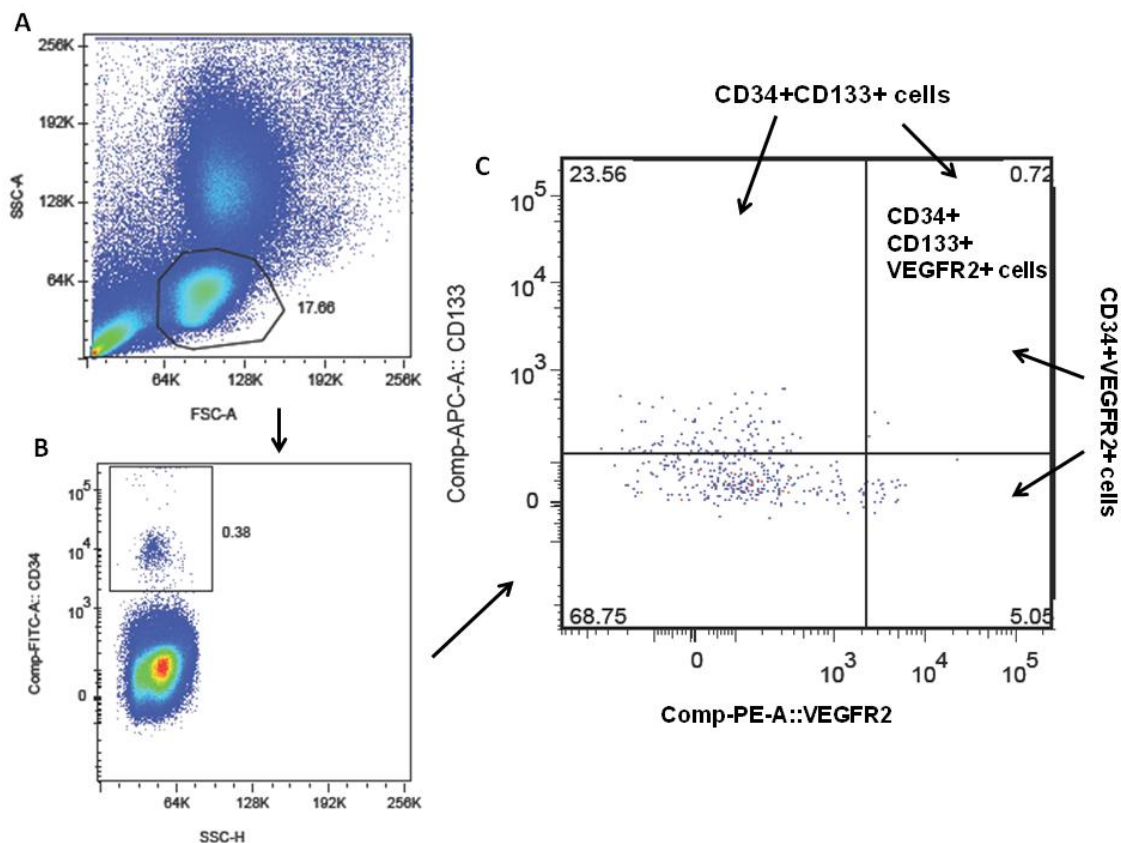 A
256K
192K
128K
64K
SSC-A
17.66
64K
128K
192K
256K
FSC-A
B
10^5
10^4
10^3
0
Comp-FITC-A:: CD34
0.38
64K
128K
192K
256K
SSC-H
CD34+CD133+ cells
C
23.56
0.72
CD34+
CD133+
VEGFR2+ cells
10^5
10^4
10^3
0
Comp-APC-A:: CD133
CD34+VEGFR2+ cells
68.75
5.05
0
10^3
10^4
10^5
Comp-PE-A::VEGFR2